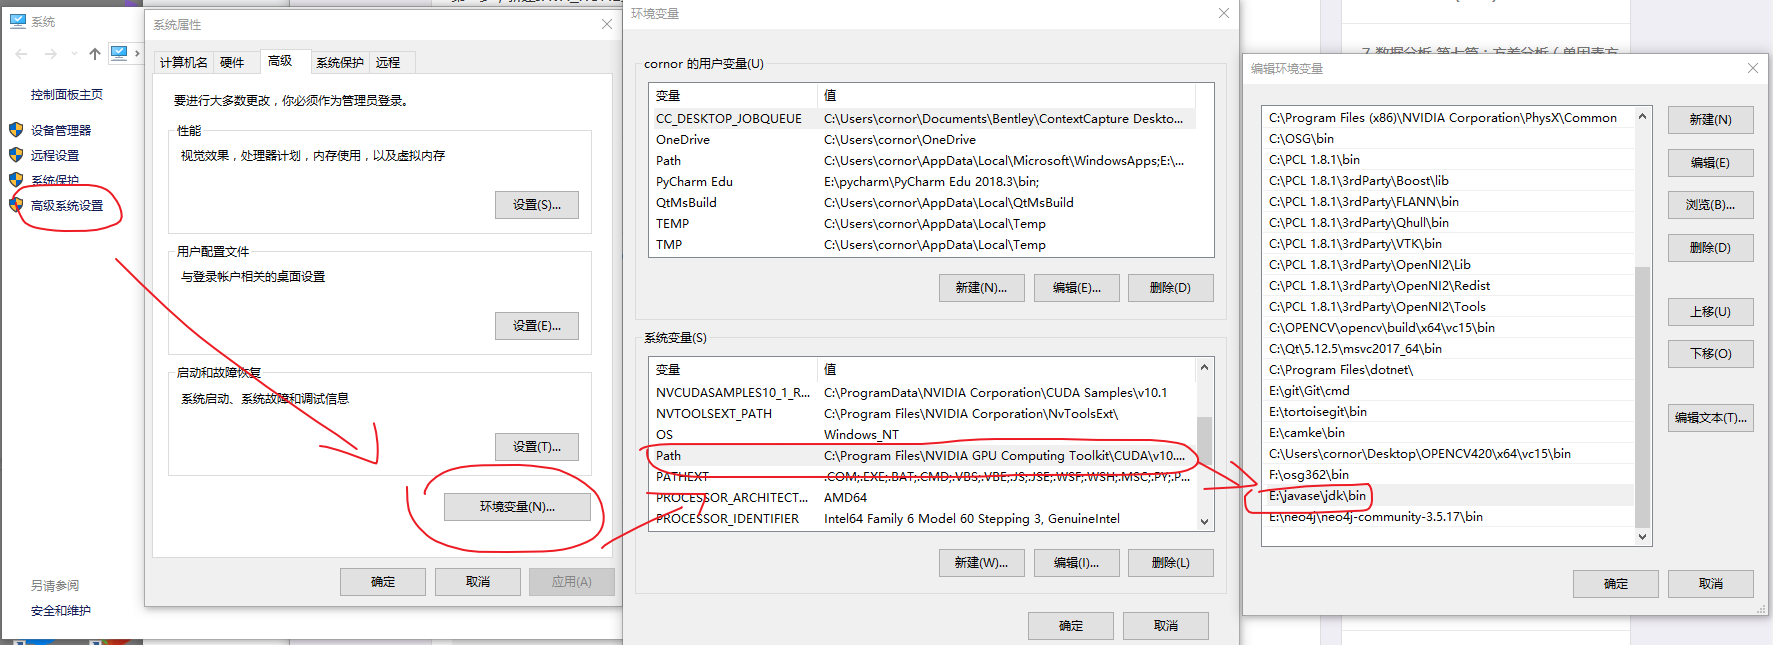 系统
控制面板主页
设备管理器
远程设置
系统保护
高级系统设置
另请参阅
安全和维护
系统属性
计算机名 硬件 高级 系统保护 远程
要进行大多数更改，你必须作为管理员登录。
性能
视觉效果，处理器计划，内存使用，以及虚拟内存
设置(S)...
用户配置文件
与登录帐户相关的桌面设置
设置(E)...
启动和故障恢复
系统启动、系统故障和调试信息
设置(T)...
环境变量(N)...
确定 取消 应用(A)
环境变量
cornor 的用户变量(U)
变量 值
CC_DESKTOP_JOBQUEUE C:\Users\cornor\Documents\Bentley\ContextCapture Deskto...
OneDrive C:\Users\cornor\OneDrive
Path C:\Users\cornor\AppData\Local\Microsoft\WindowsApps;E:\...
PyCharm Edu E:\pycharm\PyCharm Edu 2018.3\bin;
QtMsBuild C:\Users\cornor\AppData\Local\QtMsBuild
TEMP C:\Users\cornor\AppData\Local\Temp
TMP C:\Users\cornor\AppData\Local\Temp
新建(N)... 编辑(E)... 删除(D)
系统变量(S)
变量 值
NVCUDASAMPLES10_1_R... C:\ProgramData\NVIDIA Corporation\CUDA Samples\v10.1
NVTOOLSEXT_PATH C:\Program Files\NVIDIA Corporation\NvToolsExt\
OS Windows_NT
Path C:\Program Files\NVIDIA GPU Computing Toolkit\CUDA\v10....
PATHEXT .COM;.EXE;.BAT;.CMD;.VBS;.VBE;.JS;.JSE;.WSF;.WSH;.MSC;.PY;.P...
PROCESSOR_ARCHITECT... AMD64
PROCESSOR_IDENTIFIER Intel64 Family 6 Model 60 Stepping 3, GenuineIntel
新建(W)... 编辑(I)... 删除(L)
确定 取消
7.数据分析 第七篇：方差分析（单因素方
编辑环境变量
C:\Program Files (x86)\NVIDIA Corporation\PhysX\Common
C:\OSG\bin
C:\PCL 1.8.1\bin
C:\PCL 1.8.1\3rdParty\Boost\lib
C:\PCL 1.8.1\3rdParty\FLANN\bin
C:\PCL 1.8.1\3rdParty\Qhull\bin
C:\PCL 1.8.1\3rdParty\VTK\bin
C:\PCL 1.8.1\3rdParty\OpenNI2\Lib
C:\PCL 1.8.1\3rdParty\OpenNI2\Redist
C:\PCL 1.8.1\3rdParty\OpenNI2\Tools
C:\OPENCV\opencv\build\x64\vc15\bin
C:\Qt\5.12.5\msvc2017_64\bin
C:\Program Files\dotnet\
E:\git\Git\cmd
E:\tortoisegit\bin
E:\camke\bin
C:\Users\cornor\Desktop\OPENCV420\x64\vc15\bin
F:\osg362\bin
E:\javase\jdk\bin
E:\neo4j\neo4j-community-3.5.17\bin
新建(N)
编辑(E)
浏览(B)...
删除(D)
上移(U)
下移(O)
编辑文本(T)...
确定 取消